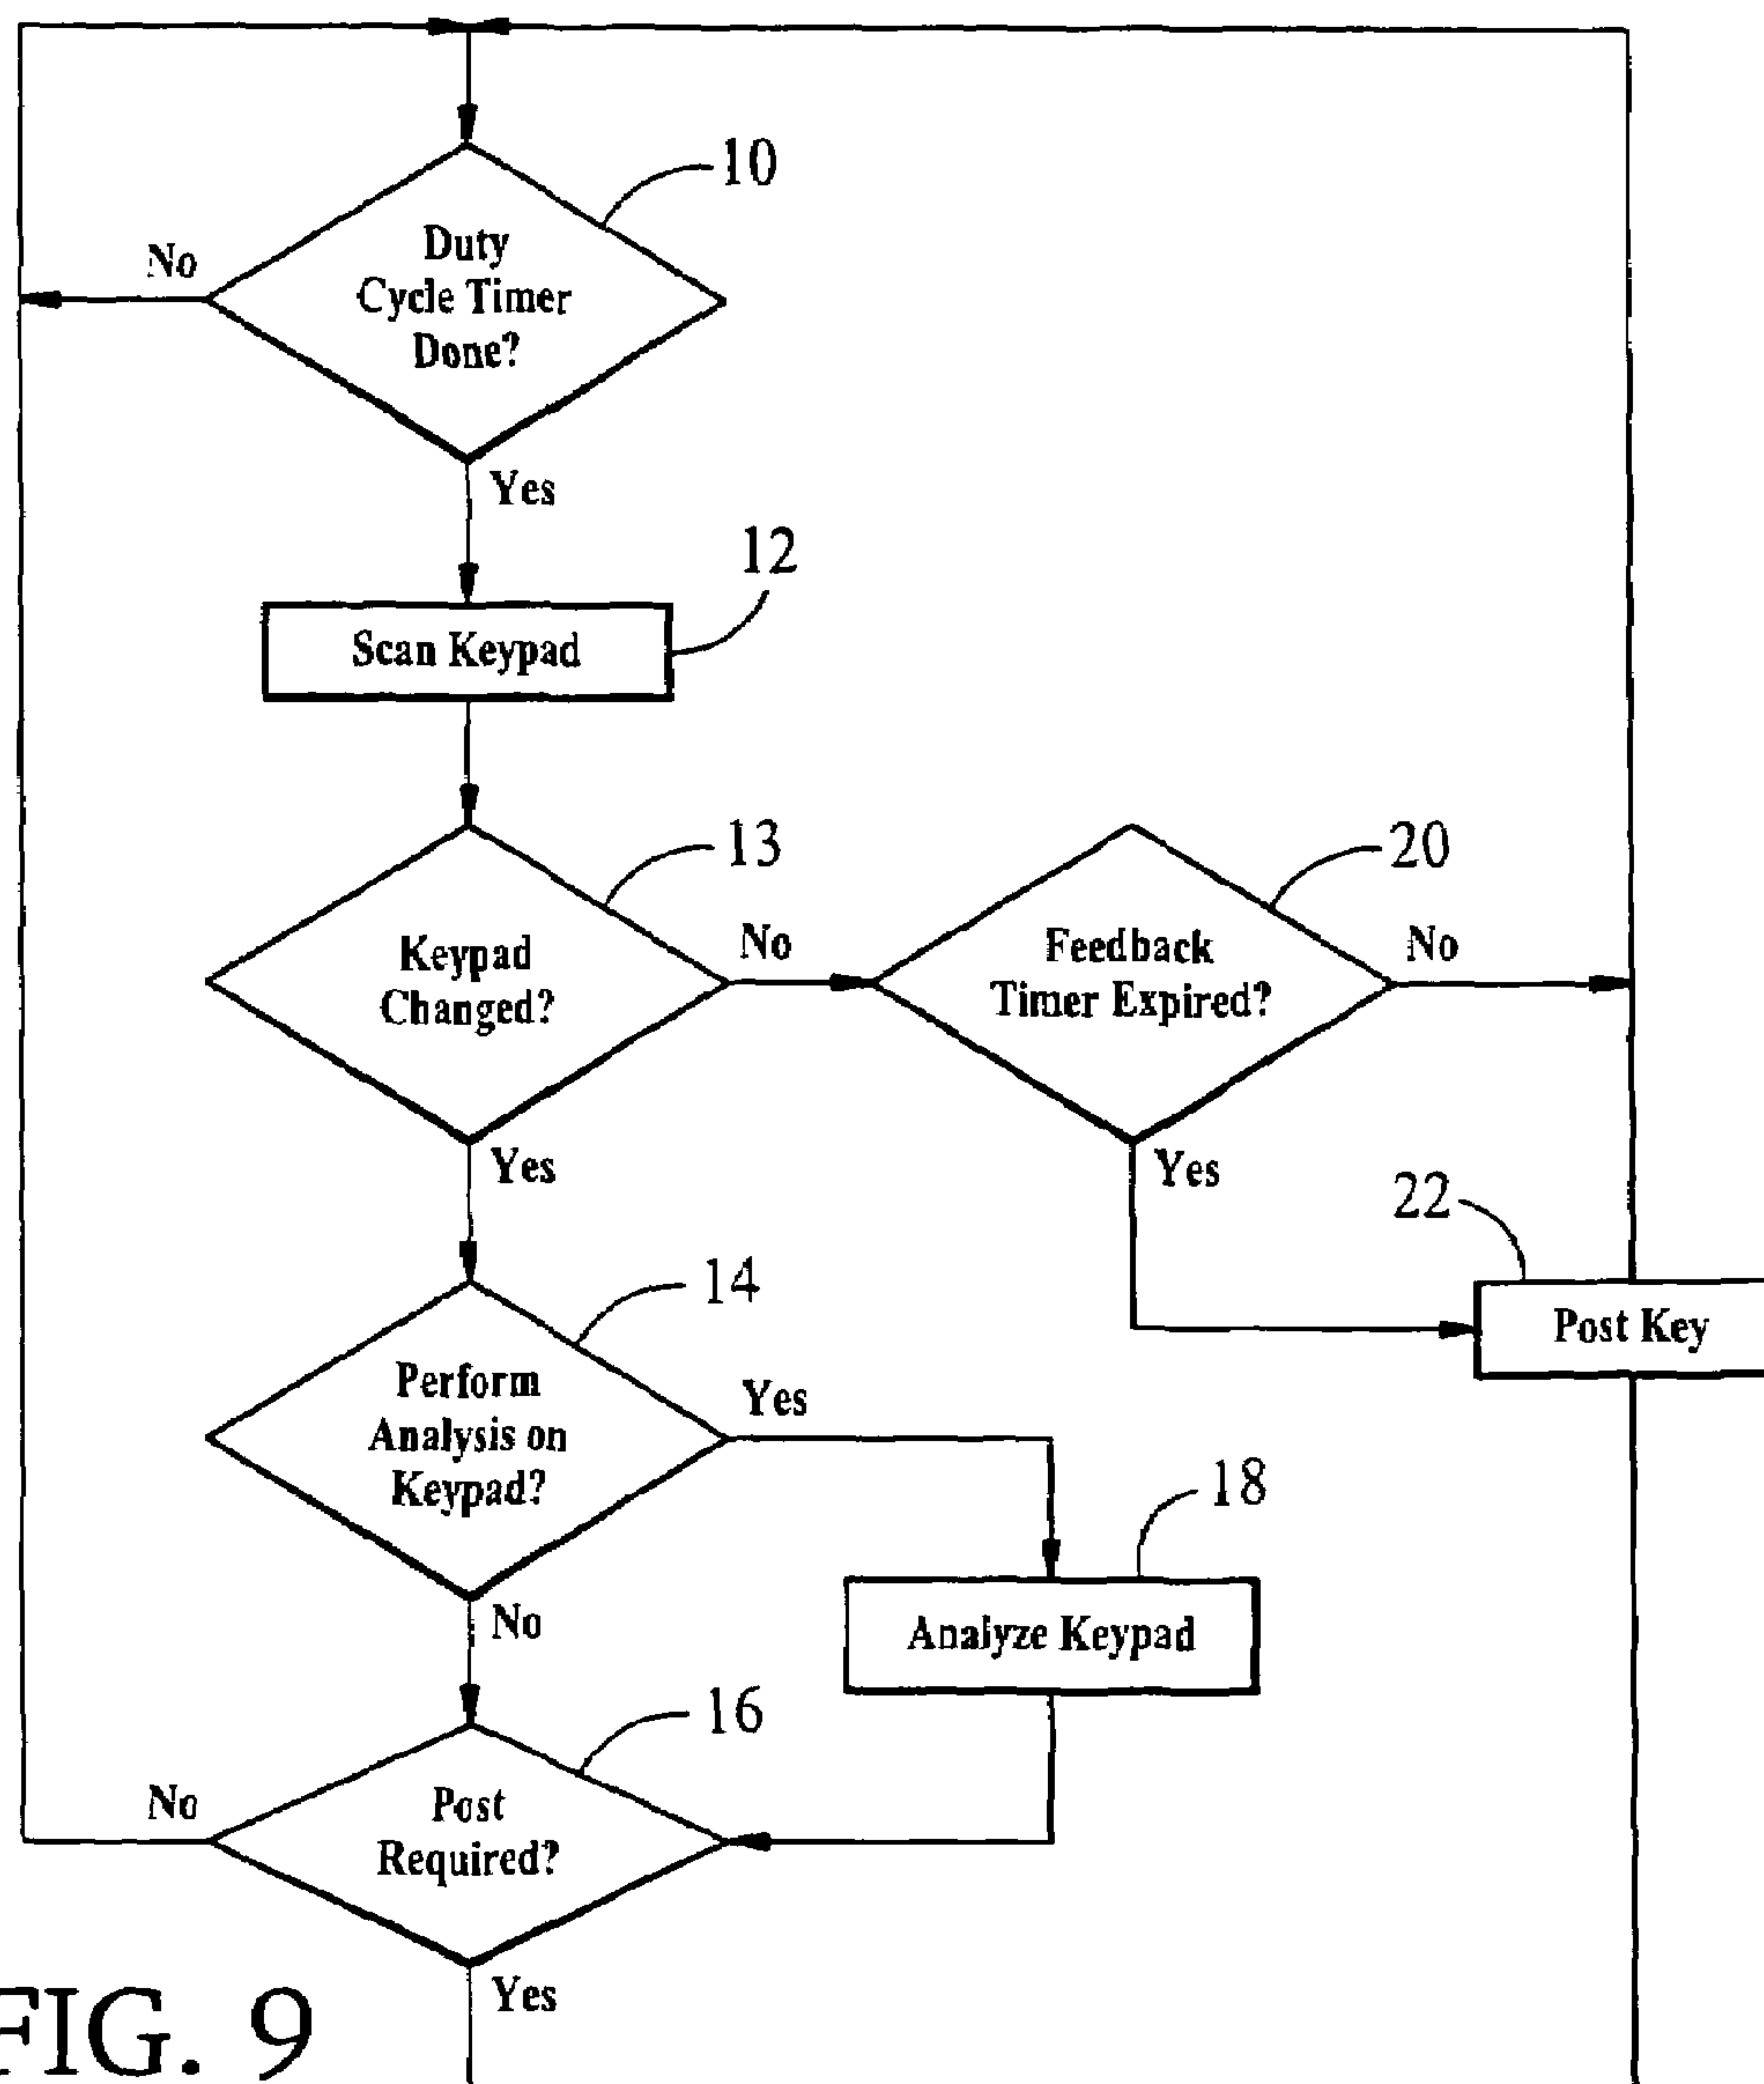 10
Duty
Cycle Timer
Done?
No
Yes
12
Scan Keypad
13
Keypad
Changed?
No
Yes
20
Feedback
Timer Expired?
No
Yes
22
Post Key
14
Perform
Analysis on
Keypad?
Yes
No
18
Analyze Keypad
16
Post
Required?
No
Yes
FIG. 9